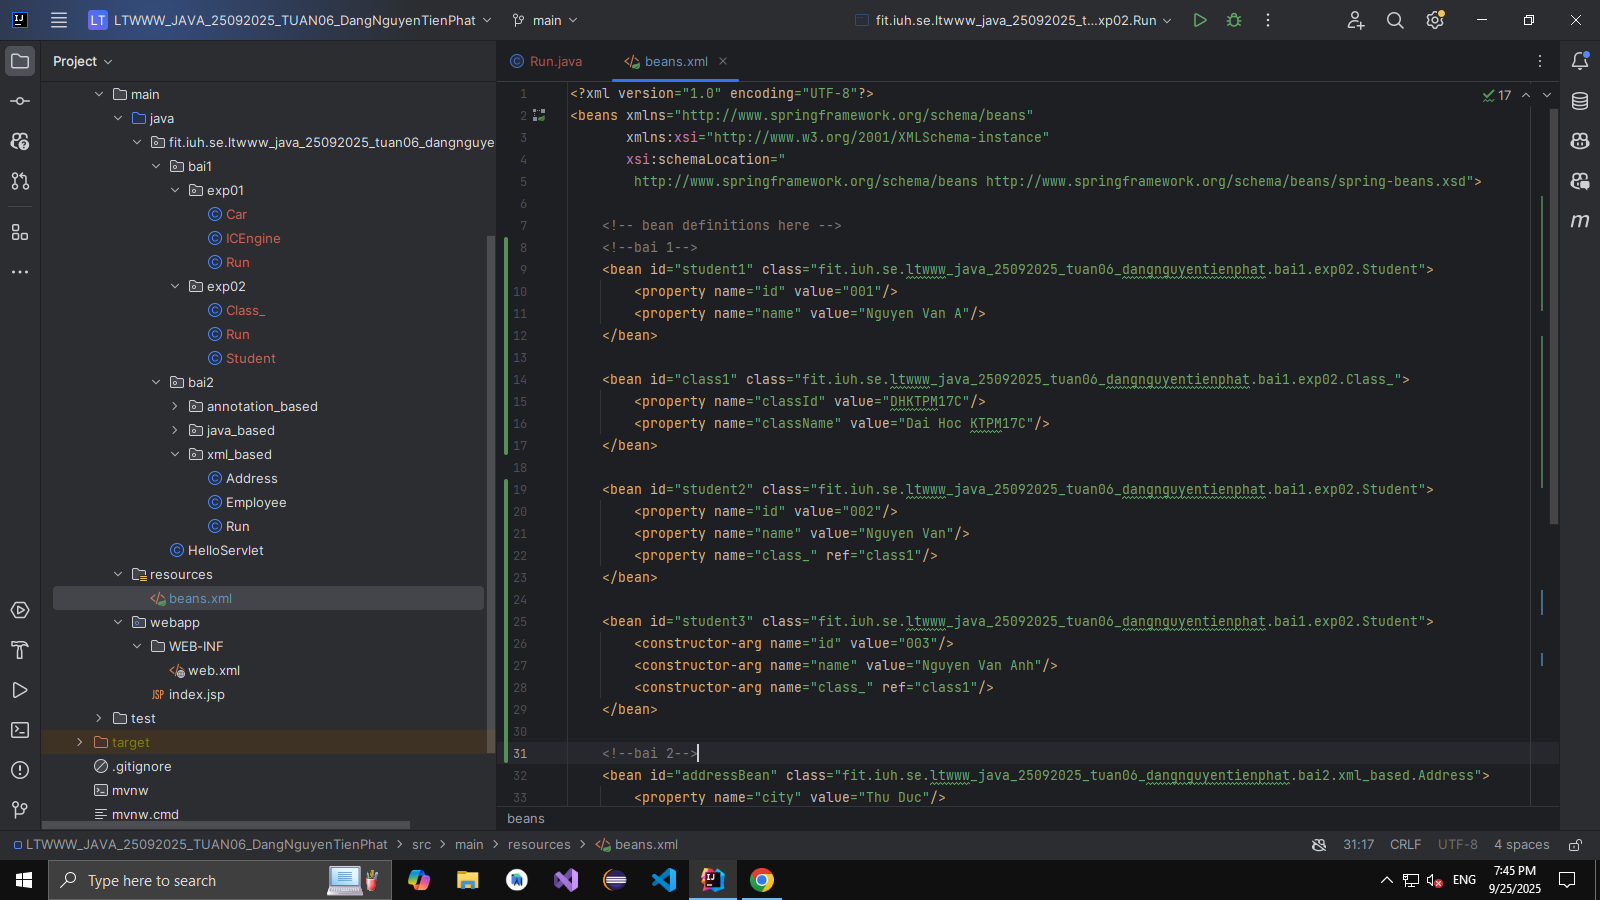 LT LTWWW_JAVA_25092025_TUAN06_DangNguyenTienPhat main fit.iuh.se.ltwww_java_25092025_t...xp02.Run
Project
main
java
fit.iuh.se.ltwww_java_25092025_tuan06_dangnguye
bai1
exp01
Car
ICEngine
Run
exp02
Class_
Run
Student
bai2
annotation_based
java_based
xml_based
Address
Employee
Run
HelloServlet
resources
beans.xml
webapp
WEB-INF
web.xml
JSP index.jsp
test
target
.gitignore
mvnw
mvnw.cmd
Run.java beans.xml
17
1 <?xml version="1.0" encoding="UTF-8"?>
2 <beans xmlns="http://www.springframework.org/schema/beans"
3 xmlns:xsi="http://www.w3.org/2001/XMLSchema-instance"
4 xsi:schemaLocation="
5 http://www.springframework.org/schema/beans http://www.springframework.org/schema/beans/spring-beans.xsd">
6
7 <!-- bean definitions here -->
8 <!--bai 1-->
9 <bean id="student1" class="fit.iuh.se.ltwww_java_25092025_tuan06_dangnguyentienphat.bai1.exp02.Student">
10 <property name="id" value="001"/>
11 <property name="name" value="Nguyen Van A"/>
12 </bean>
13
14 <bean id="class1" class="fit.iuh.se.ltwww_java_25092025_tuan06_dangnguyentienphat.bai1.exp02.Class_">
15 <property name="classId" value="DHKTPM17C"/>
16 <property name="className" value="Dai Hoc KTPM17C"/>
17 </bean>
18
19 <bean id="student2" class="fit.iuh.se.ltwww_java_25092025_tuan06_dangnguyentienphat.bai1.exp02.Student">
20 <property name="id" value="002"/>
21 <property name="name" value="Nguyen Van"/>
22 <property name="class_" ref="class1"/>
23 </bean>
24
25 <bean id="student3" class="fit.iuh.se.ltwww_java_25092025_tuan06_dangnguyentienphat.bai1.exp02.Student">
26 <constructor-arg name="id" value="003"/>
27 <constructor-arg name="name" value="Nguyen Van Anh"/>
28 <constructor-arg name="class_" ref="class1"/>
29 </bean>
30
31 <!--bai 2-->
32 <bean id="addressBean" class="fit.iuh.se.ltwww_java_25092025_tuan06_dangnguyentienphat.bai2.xml_based.Address">
33 <property name="city" value="Thu Duc"/>
beans
LTWWW_JAVA_25092025_TUAN06_DangNguyenTienPhat src main resources beans.xml 31:17 CRLF UTF-8 4 spaces
Type here to search
ENG
7:45 PM
9/25/2025